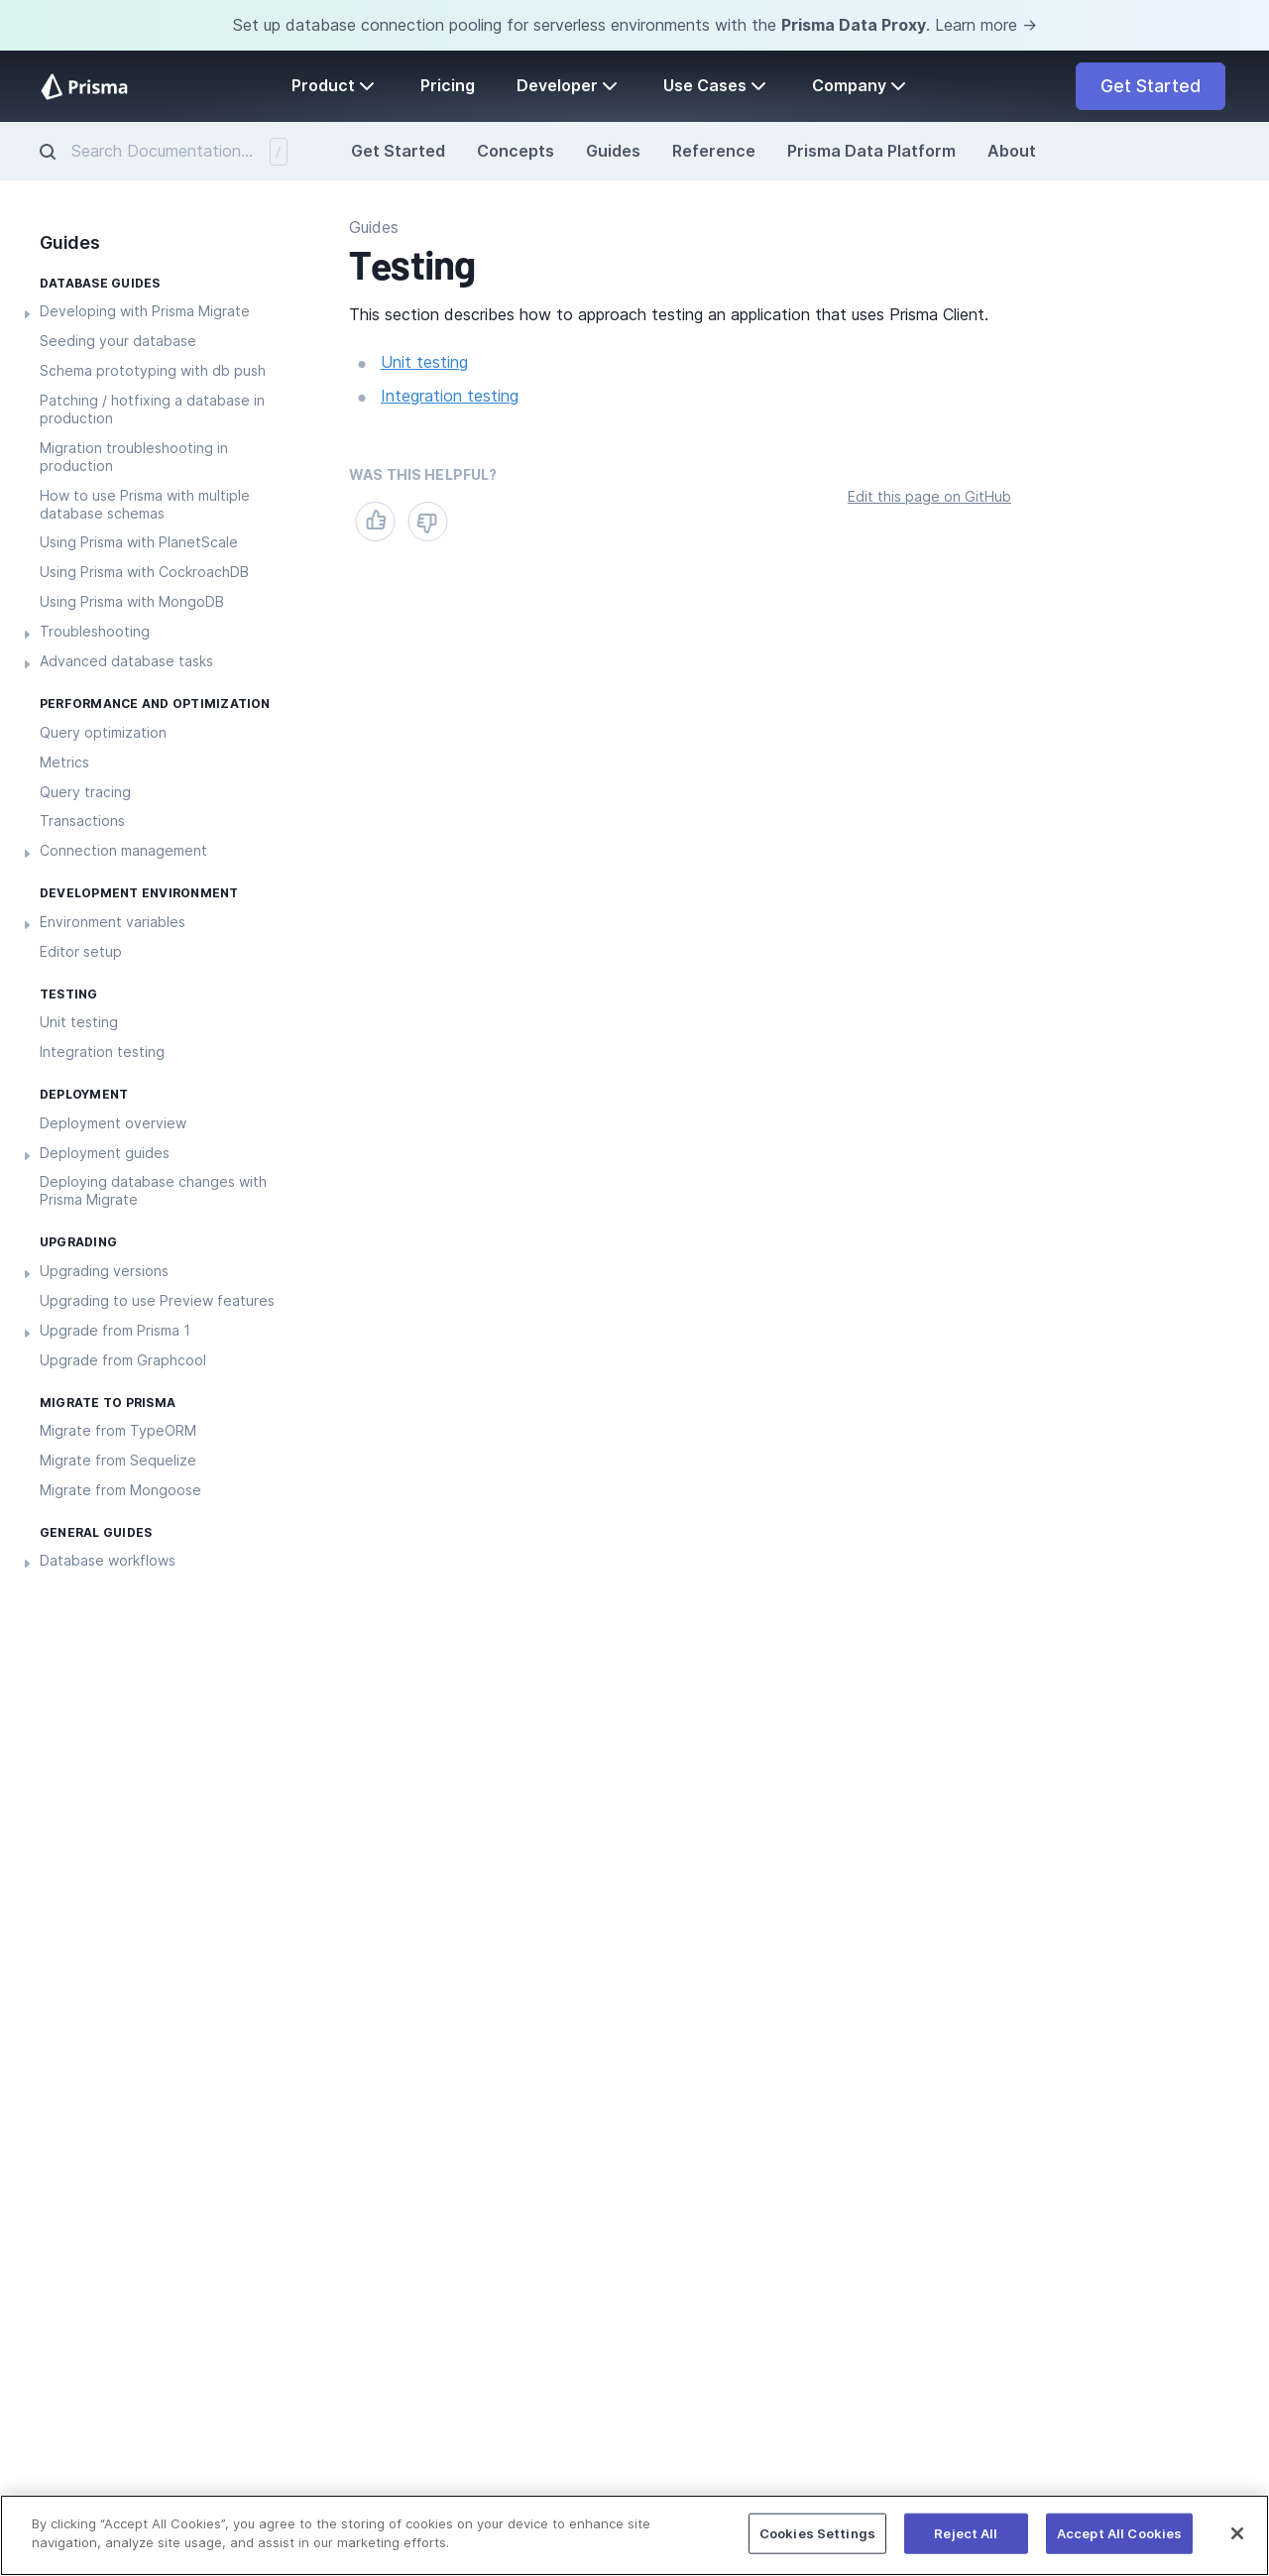 Set up database connection pooling for serverless environments with the Prisma Data Proxy. Learn more →
Prisma
Product
Pricing
Developer
Use Cases
Company
Get Started
Search Documentation...
/
Get Started
Concepts
Guides
Reference
Prisma Data Platform
About
Guides
DATABASE GUIDES
Developing with Prisma Migrate
Seeding your database
Schema prototyping with db push
Patching / hotfixing a database in
production
Migration troubleshooting in
production
How to use Prisma with multiple
database schemas
Using Prisma with PlanetScale
Using Prisma with CockroachDB
Using Prisma with MongoDB
Troubleshooting
Advanced database tasks
PERFORMANCE AND OPTIMIZATION
Query optimization
Metrics
Query tracing
Transactions
Connection management
DEVELOPMENT ENVIRONMENT
Environment variables
Editor setup
TESTING
Unit testing
Integration testing
DEPLOYMENT
Deployment overview
Deployment guides
Deploying database changes with
Prisma Migrate
UPGRADING
Upgrading versions
Upgrading to use Preview features
Upgrade from Prisma 1
Upgrade from Graphcool
MIGRATE TO PRISMA
Migrate from TypeORM
Migrate from Sequelize
Migrate from Mongoose
GENERAL GUIDES
Database workflows
Guides
Testing
This section describes how to approach testing an application that uses Prisma Client.
Unit testing
Integration testing
WAS THIS HELPFUL?
Edit this page on GitHub
By clicking “Accept All Cookies”, you agree to the storing of cookies on your device to enhance site
navigation, analyze site usage, and assist in our marketing efforts.
Cookies Settings
Reject All
Accept All Cookies